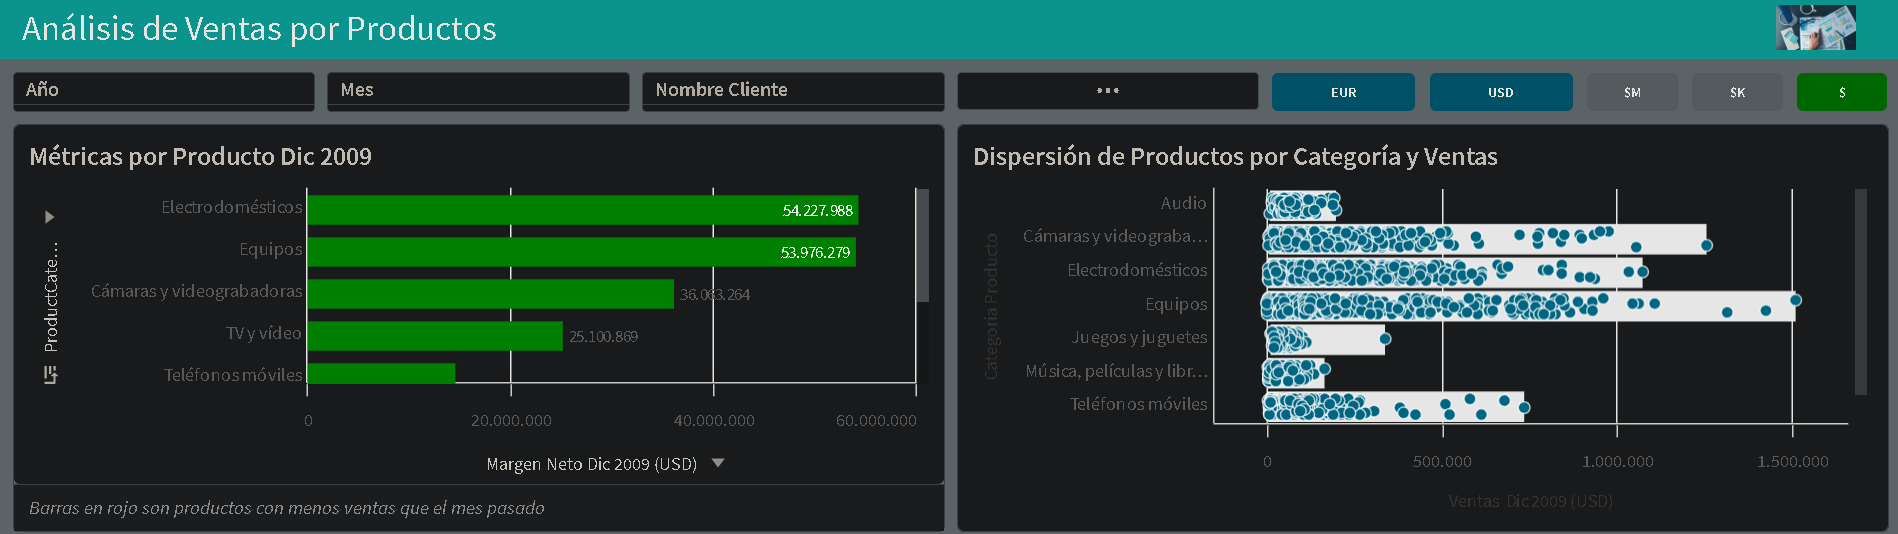 Análisis de Ventas por Productos
Año
Mes
Nombre Cliente
...
EUR
USD
$M
$K
$
Métricas por Producto Dic 2009
ProductCate...
Electrodomésticos
54.227.988
Equipos
53.976.279
Cámaras y videograbadoras
36.063.264
TV y vídeo
25.100.869
Teléfonos móviles
0
20.000.000
40.000.000
60.000.000
Margen Neto Dic 2009 (USD)
Barras en rojo son productos con menos ventas que el mes pasado
Dispersión de Productos por Categoría y Ventas
Categoría Producto
Audio
Cámaras y videograba...
Electrodomésticos
Equipos
Juegos y juguetes
Música, películas y libr...
Teléfonos móviles
0
500.000
1.000.000
1.500.000
Ventas Dic 2009 (USD)